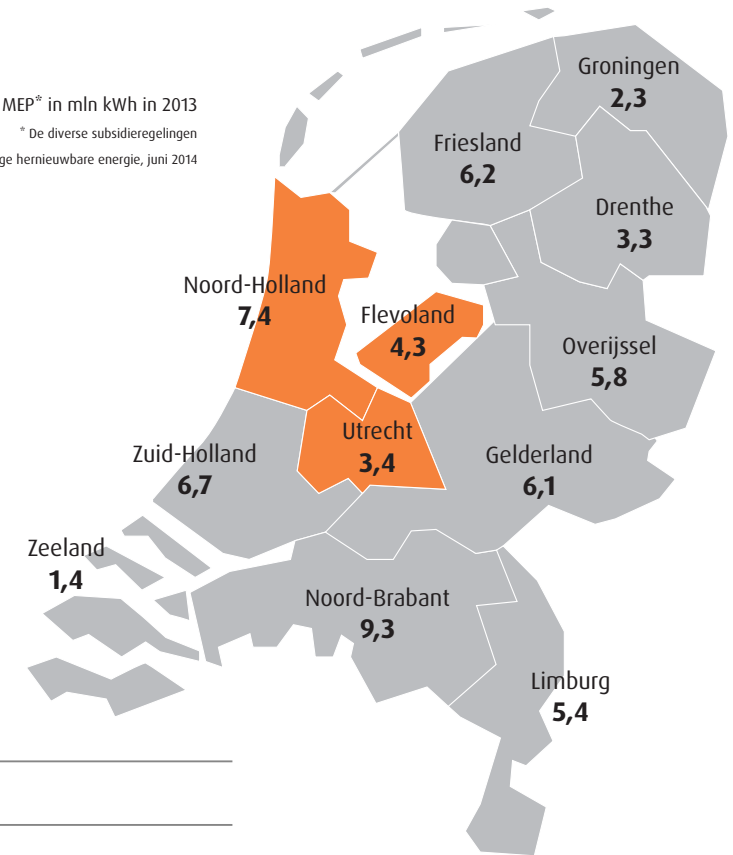 MEP* in mln kWh in 2013
* De diverse subsidieregelingen
hernieuwbare energie, juni 2014
Groningen
2,3
Friesland
6,2
Drenthe
3,3
Noord-Holland
7,4
Flevoland
4,3
Overijssel
5,8
Utrecht
3,4
Zuid-Holland
6,7
Gelderland
6,1
Zeeland
1,4
Noord-Brabant
9,3
Limburg
5,4